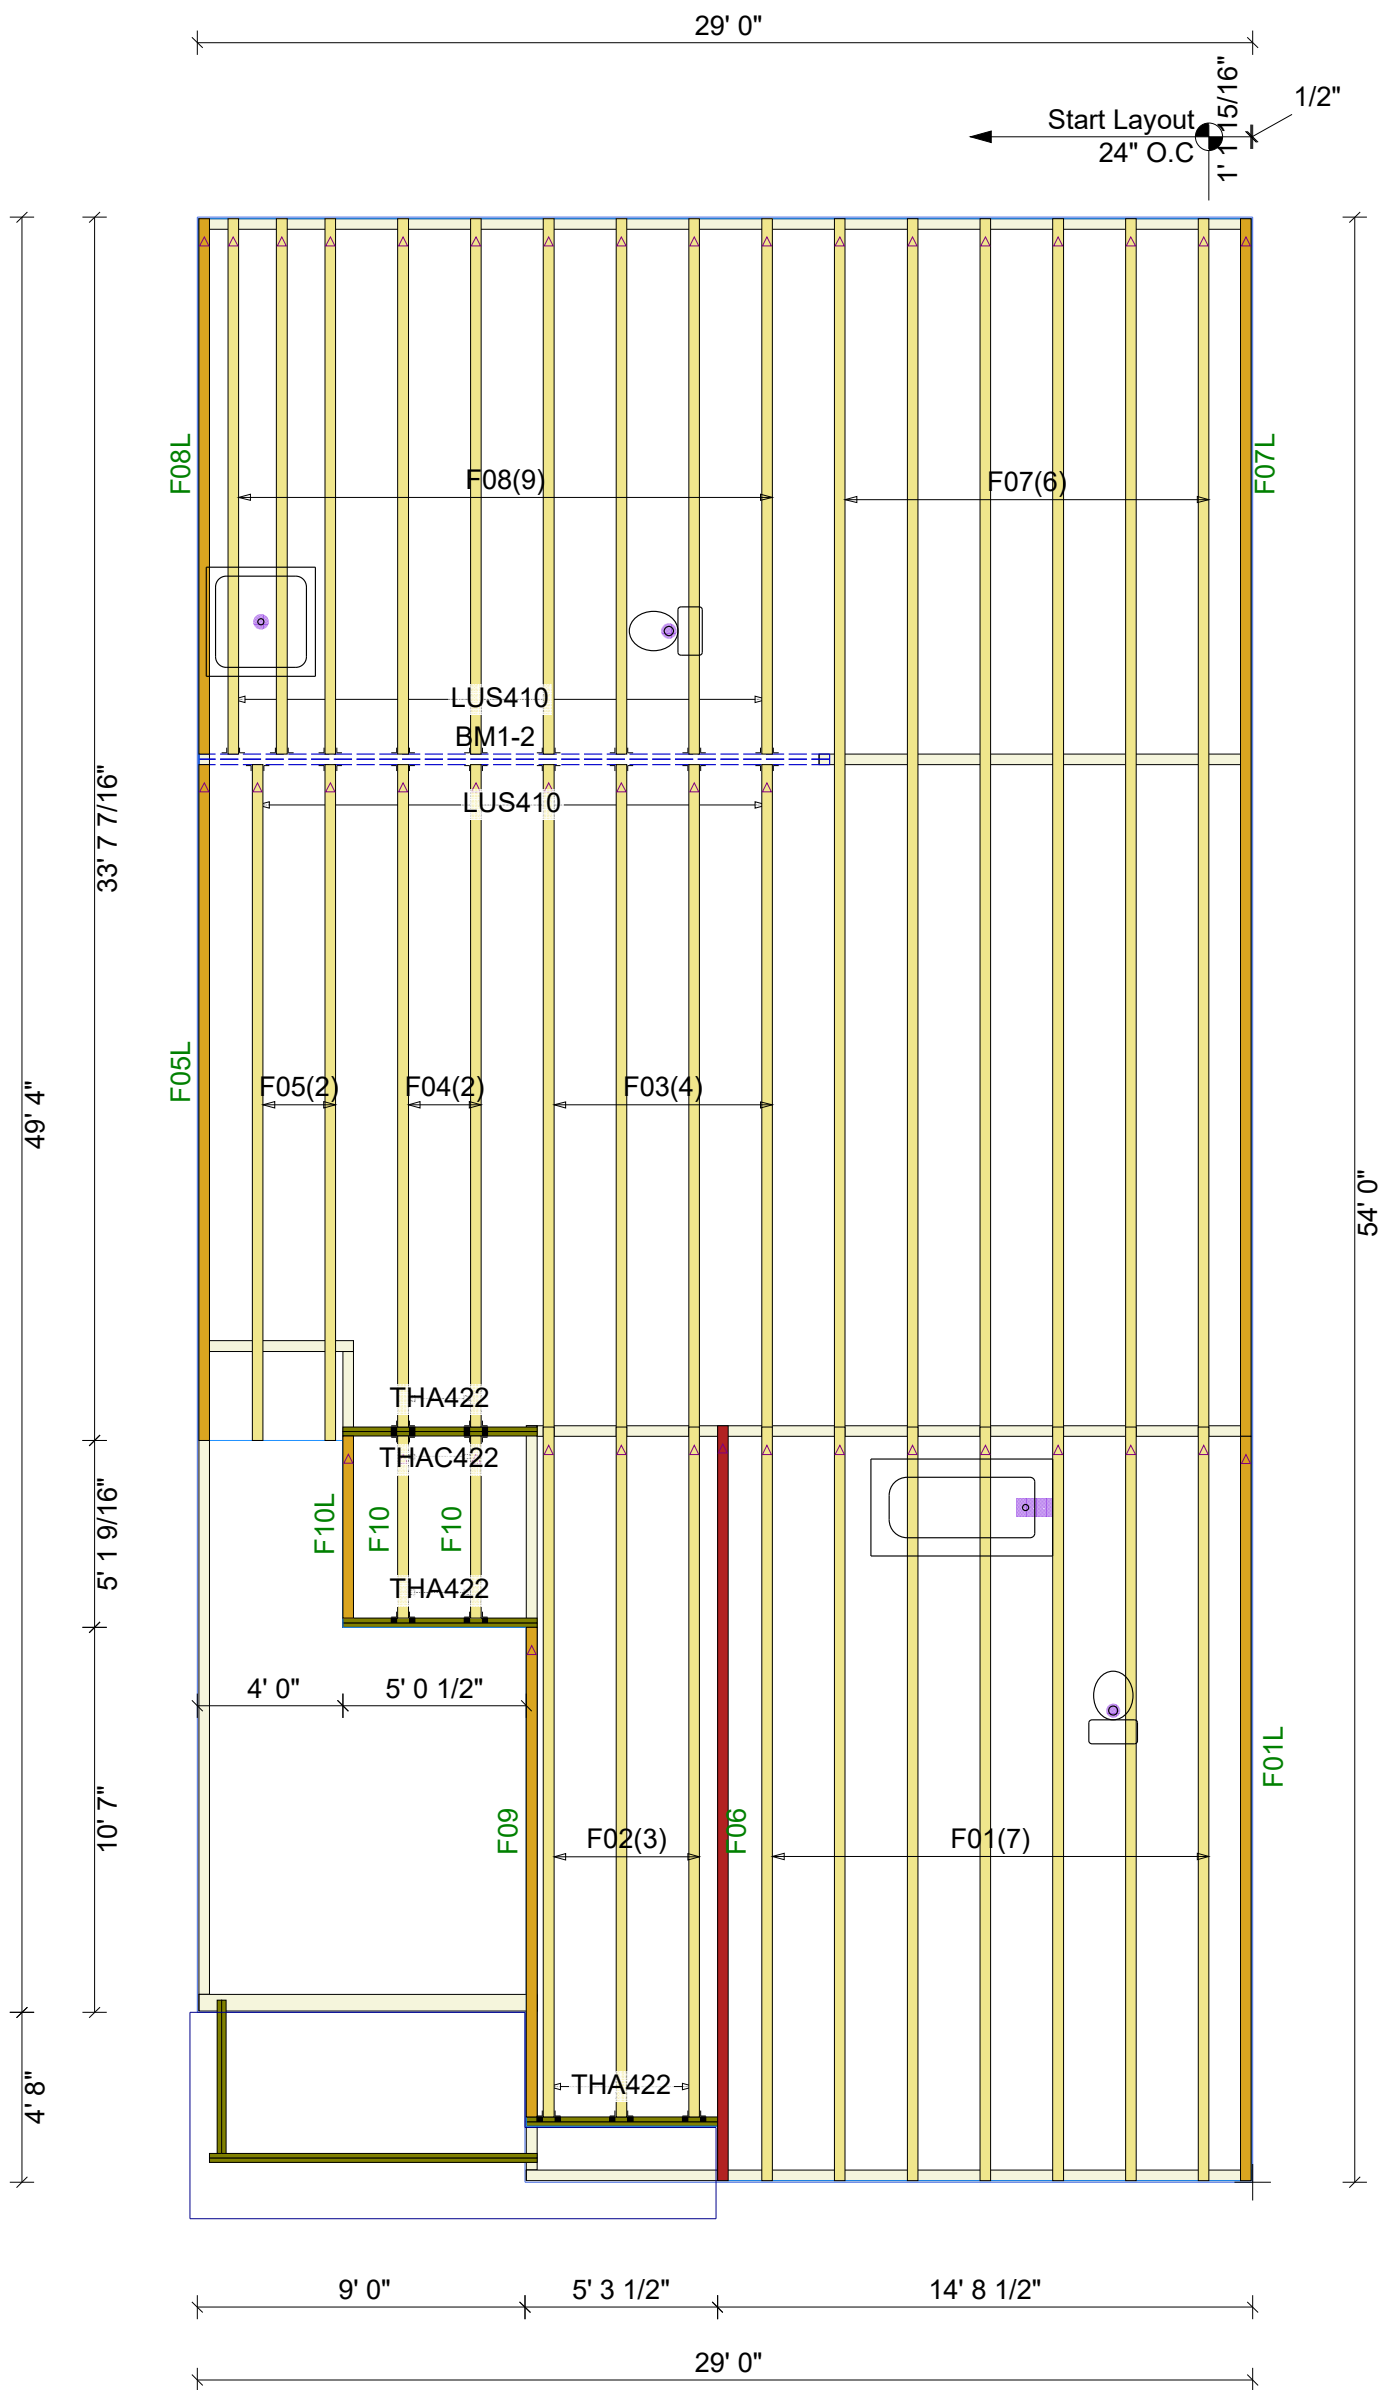 29' 0"
1/2"
1' 1 15/16"
Start Layout
24" O.C
F08L
F07L
F08(9)
F07(6)
LUS410
BM1-2
LUS410
33' 7 7/16"
49' 4"
54' 0"
F05L
F05(2)
F04(2)
F03(4)
THA422
THAC422
F10L
F10
F10
5' 1 9/16"
THA422
4' 0"
5' 0 1/2"
F01L
10' 7"
F09
F02(3)
F06
F01(7)
4' 8"
THA422
9' 0"
5' 3 1/2"
14' 8 1/2"
29' 0"